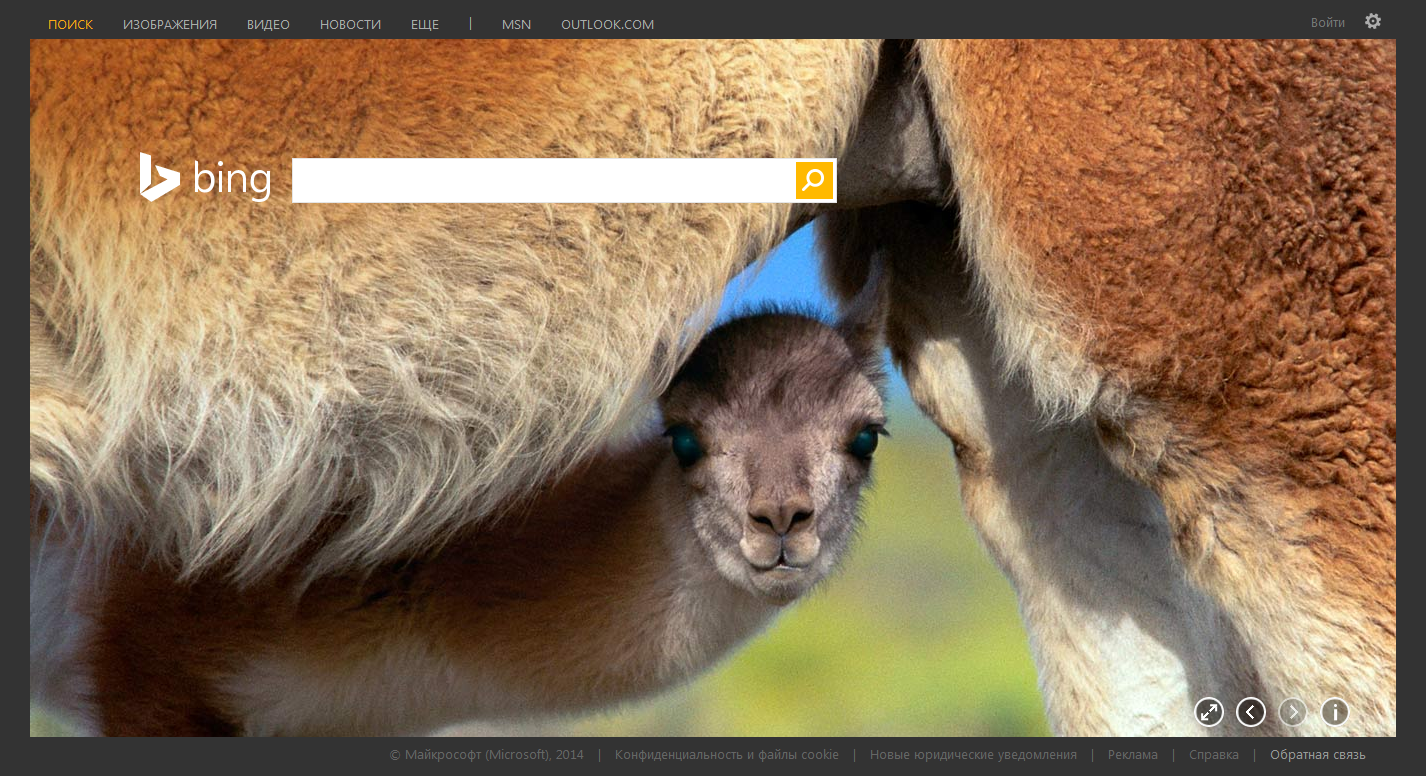 ПОИСК ИЗОБРАЖЕНИЯ ВИДЕО НОВОСТИ ЕЩЕ | MSN OUTLOOK.COM Войти
bing
© Майкрософт (Microsoft), 2014 | Конфиденциальность и файлы cookie | Новые юридические уведомления | Реклама | Справка | Обратная связь